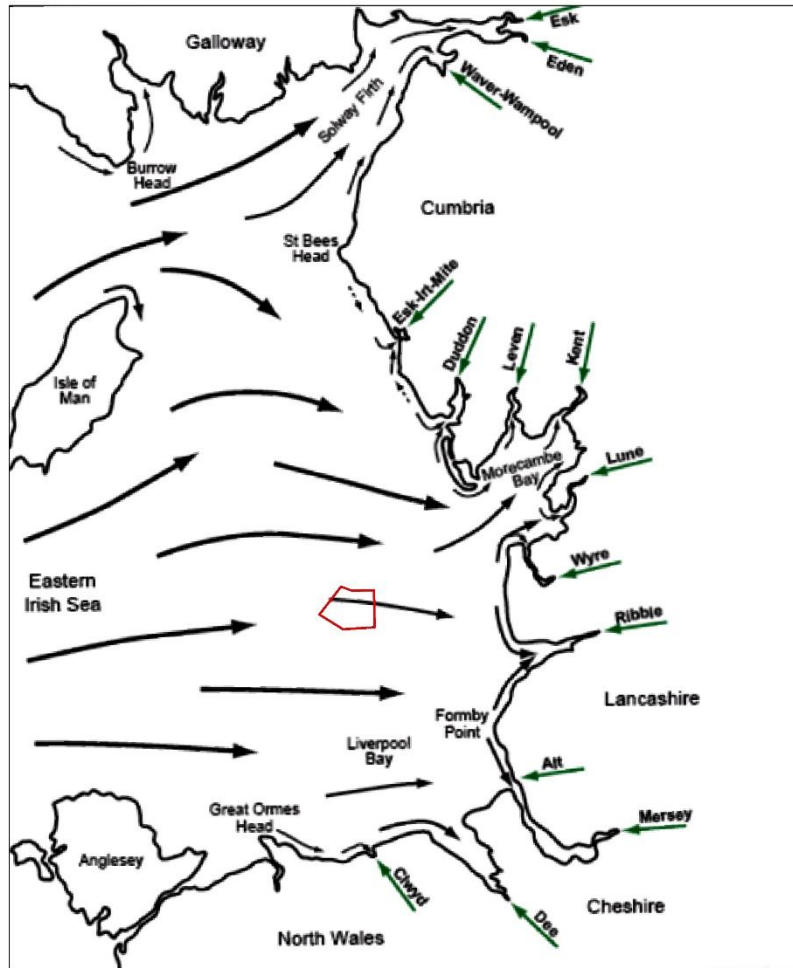 Galloway
Esk
Eden
Waver-Wampool
Solway Firth
Burrow
Head
Cumbria
St Bees
Head
Esk-Irt-Mite
Isle of
Man
Duddon
Leven
Kent
Morecambe
Bay
Lune
Wyre
Eastern
Irish Sea
Ribble
Lancashire
Formby
Point
Liverpool
Bay
Alt
Great Ormes
Head
Mersey
Anglesey
Clwyd
Dee
Cheshire
North Wales